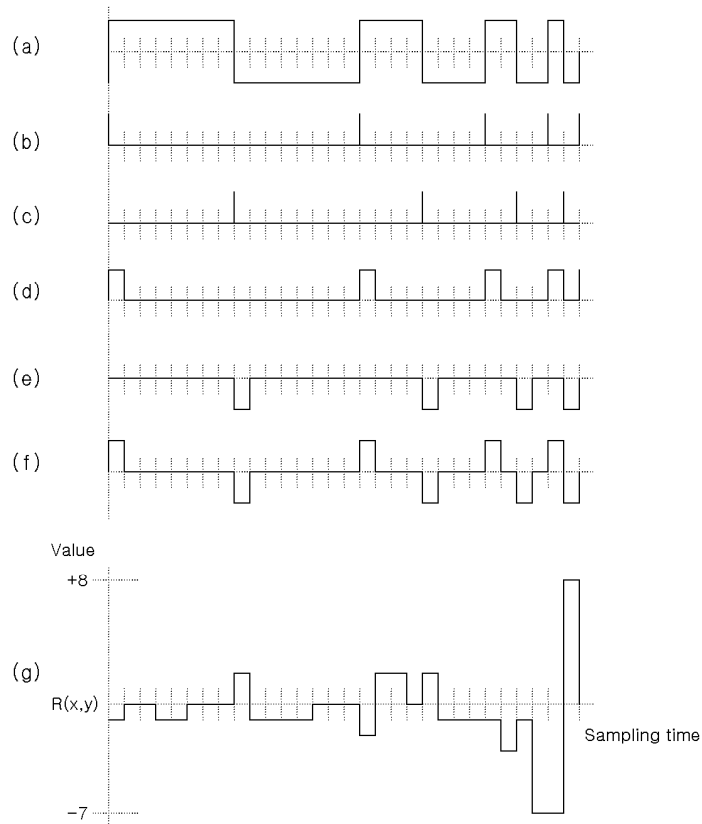 (a)
(b)
(c)
(d)
(e)
(f)
Value
+8
(g)
R(x,y)
Sampling time
-7